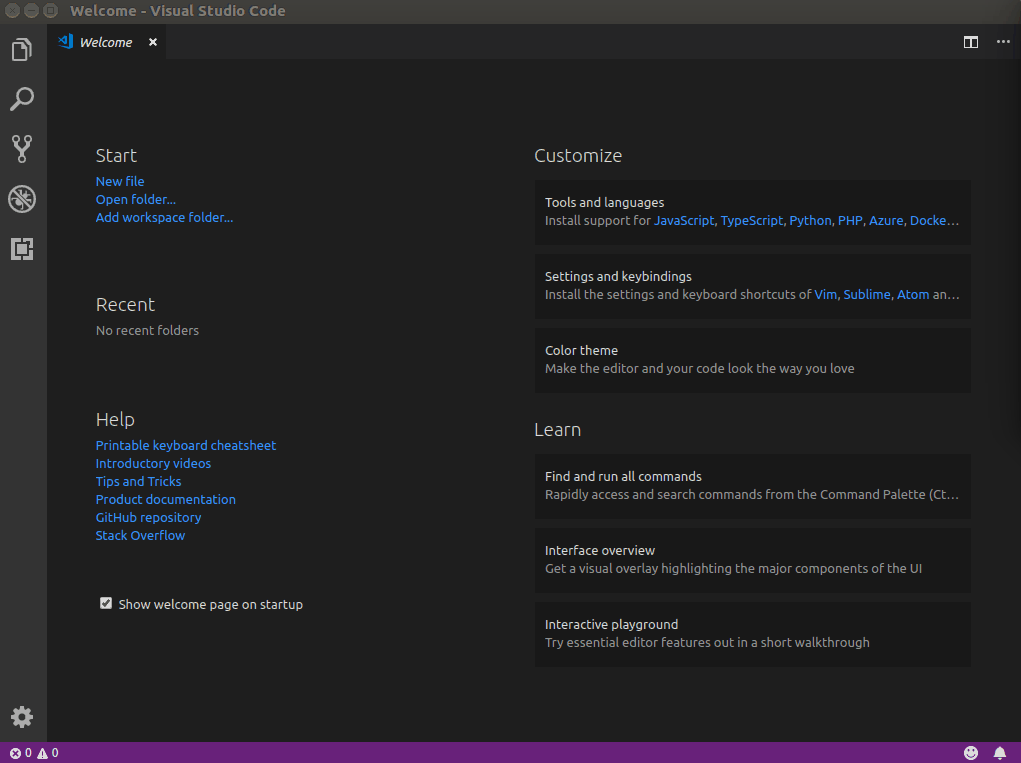 Welcome - Visual Studio Code
Welcome
Start
New file
Open folder...
Add workspace folder...
Recent
No recent folders
Help
Printable keyboard cheatsheet
Introductory videos
Tips and Tricks
Product documentation
GitHub repository
Stack Overflow
Show welcome page on startup
Customize
Tools and languages
Install support for JavaScript, TypeScript, Python, PHP, Azure, Docke…
Settings and keybindings
Install the settings and keyboard shortcuts of Vim, Sublime, Atom an…
Color theme
Make the editor and your code look the way you love
Learn
Find and run all commands
Rapidly access and search commands from the Command Palette (Ct…
Interface overview
Get a visual overlay highlighting the major components of the UI
Interactive playground
Try essential editor features out in a short walkthrough
0 0